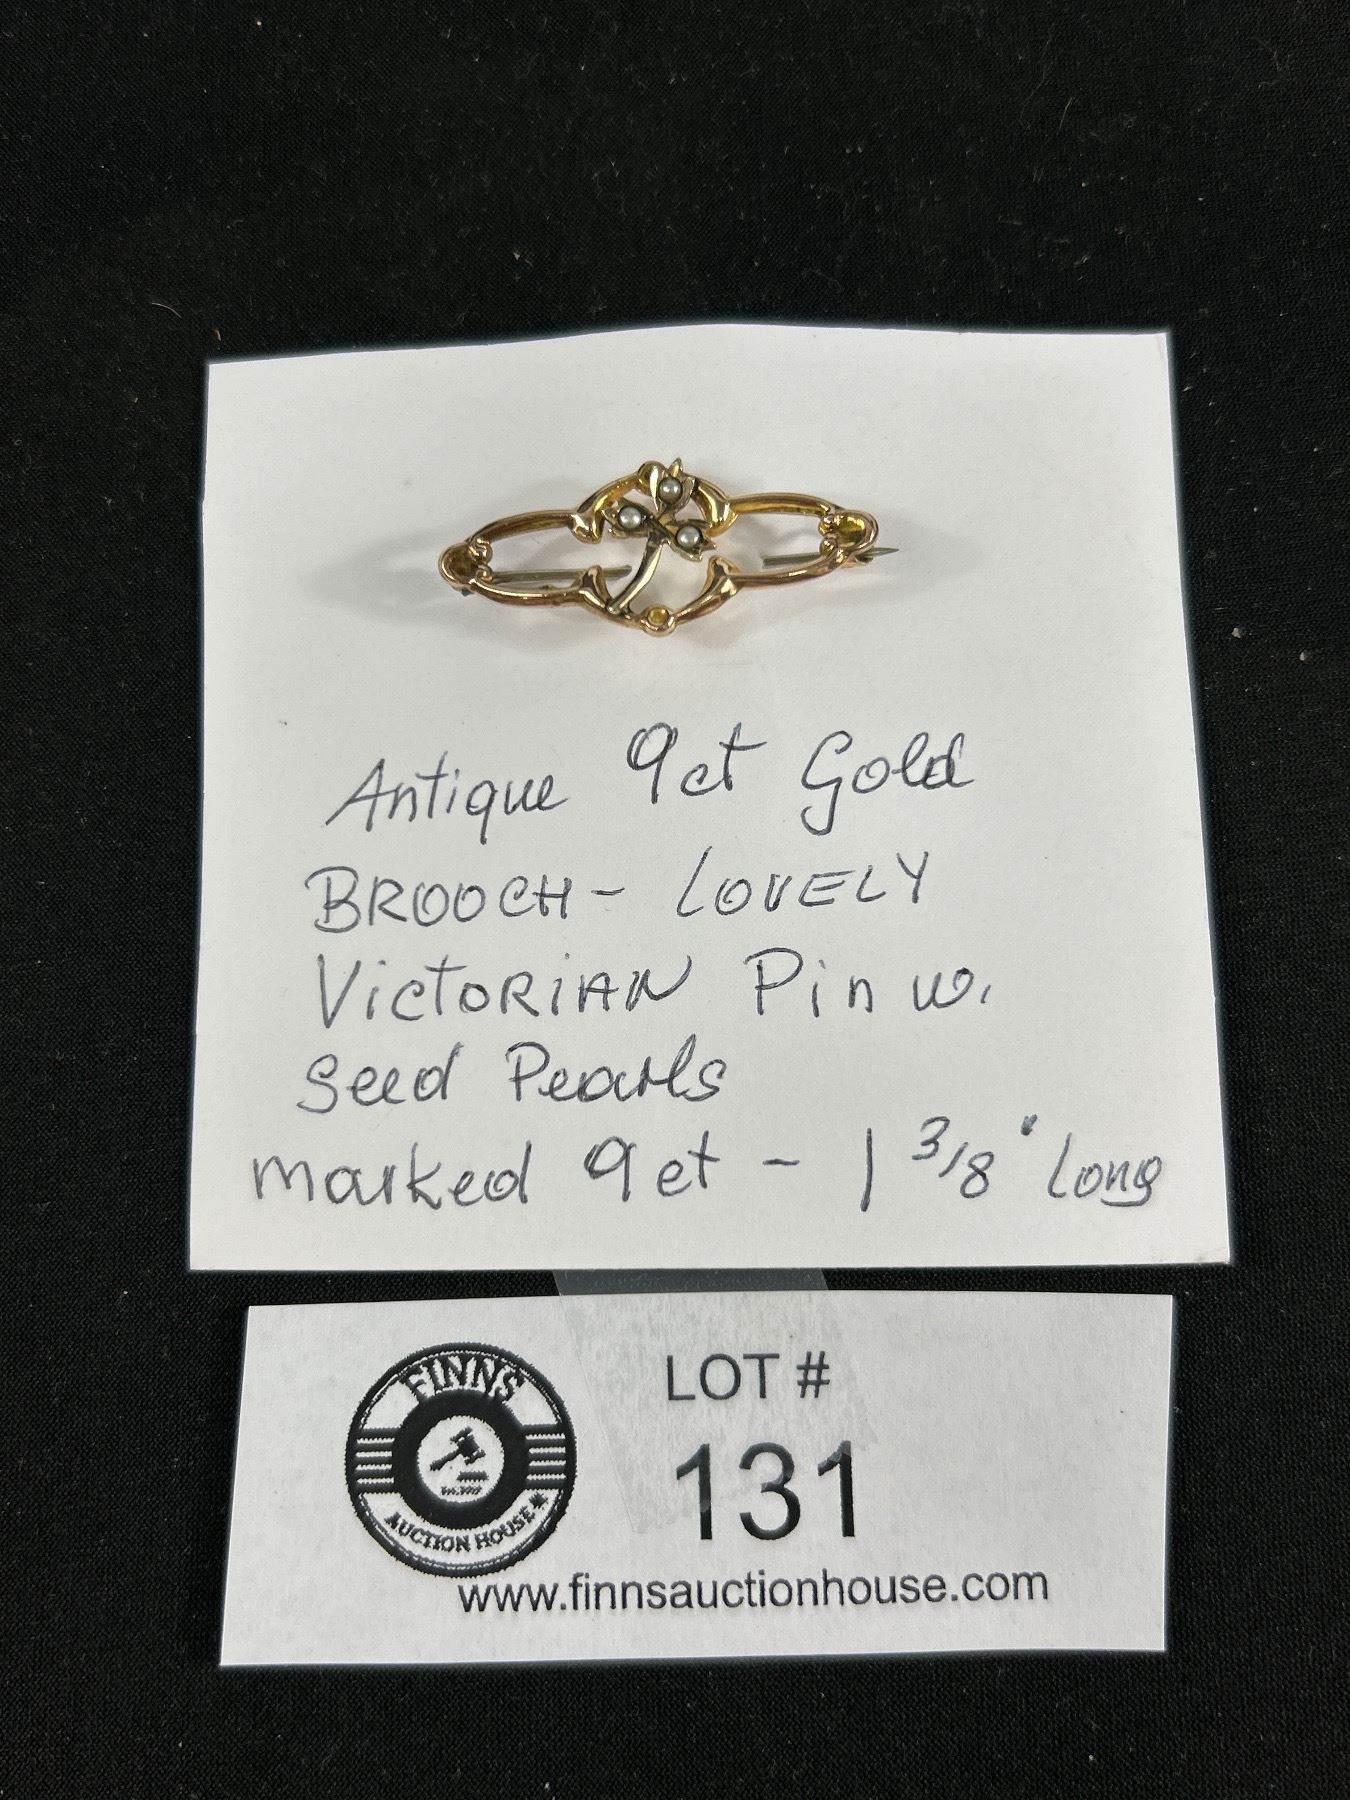 Antique 9ct Gold
BROOCH - LOVELY
VICTORIAN Pin w.
Seed Pearls
marked 9ct - 1 3/8" Long
FINNS
AUCTION HOUSE
LOT #
131
www.finnsauctionhouse.com